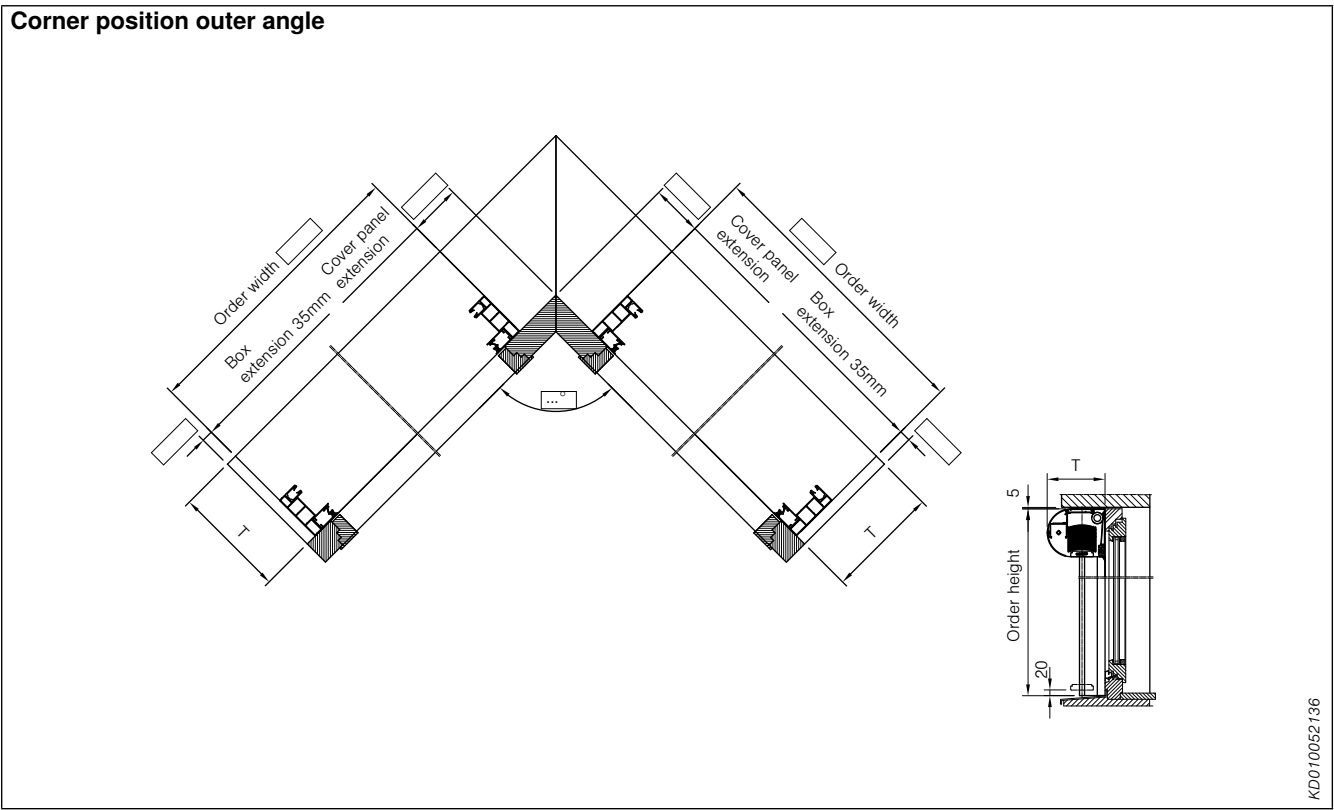 Corner position outer angle
Order width
Cover panel
extension
Box
extension 35mm
T
...°
Cover panel
extension
Order width
Box
extension 35mm
T
T
5
Order height
20
KD010052136